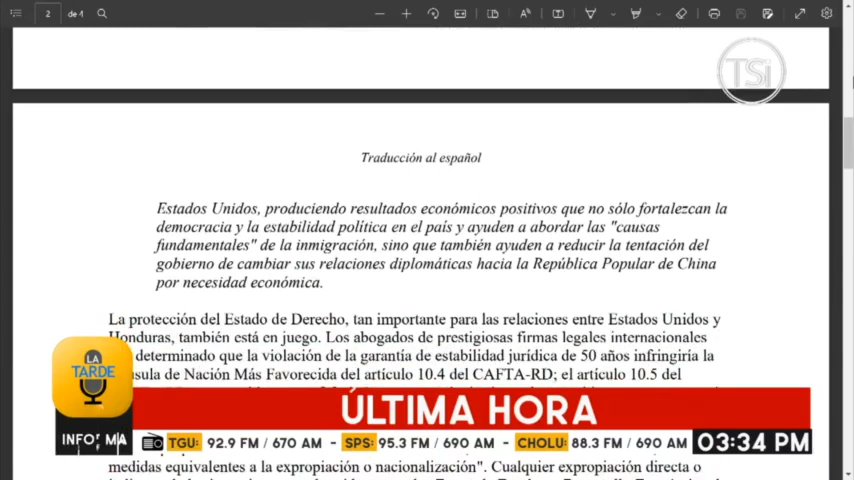 2
de 4
TSi
Traducción al español
Estados Unidos, produciendo resultados económicos positivos que no sólo fortalezcan la
democracia y la estabilidad política en el país y ayuden a abordar las "causas
fundamentales" de la inmigración, sino que también ayuden a reducir la tentación del
gobierno de cambiar sus relaciones diplomáticas hacia la República Popular de China
por necesidad económica.
La protección del Estado de Derecho, tan importante para las relaciones entre Estados Unidos y
Honduras, también está en juego. Los abogados de prestigiosas firmas legales internacionales
determinado que la violación de la garantía de estabilidad jurídica de 50 años infringiría la
de Nación Más Favorecida del artículo 10.4 del CAFTA-RD; el artículo 10.5 del
LA
TARDE
ÚLTIMA HORA
INFORMA
TGU: 92.9 FM / 670 AM - SPS: 95.3 FM / 690 AM - CHOLU: 88.3 FM / 690 AM
03:34 PM
medidas equivalentes a la expropiación o nacionalización". Cualquier expropiación directa o